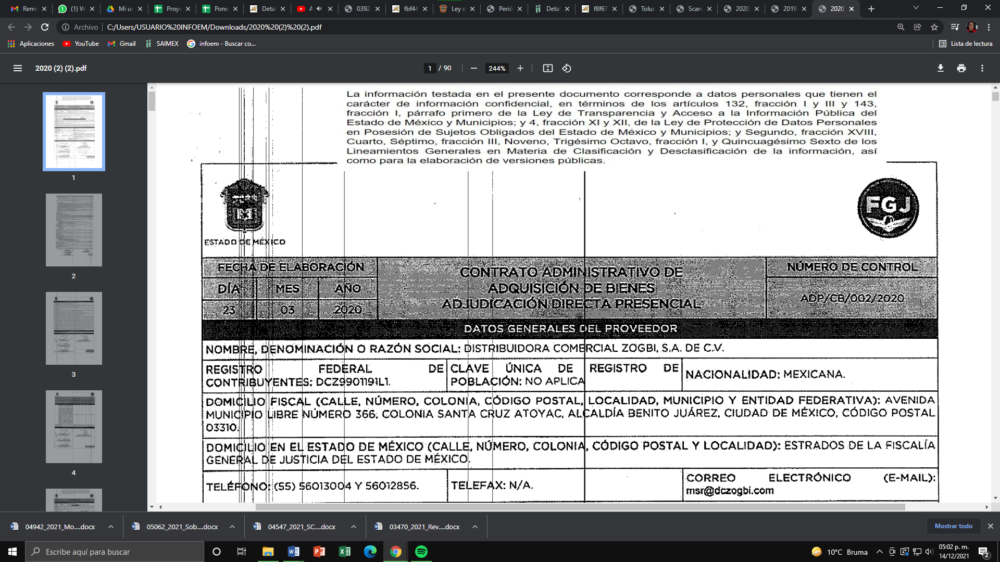 Remit
(1) W
Mi ur
Proye
Pone
Detal
A
0392
fbf44
Ley d
Perió
Detal
f8f67
Toluc
Scan
2020
2019
2020
Archivo
C:/Users/USUARIO%20INFOEM/Downloads/2020%20(2)%20(2).pdf
Aplicaciones
YouTube
Gmail
SAIMEX
infoem - Buscar co...
Lista de lectura
2020 (2) (2).pdf
1 / 90
244%
1
2
3
4
La información testada en el presente documento corresponde a datos personales que tienen el
carácter de información confidencial, en términos de los artículos 132, fracción I y III y 143,
fracción I, párrafo primero de la Ley de Transparencia y Acceso a la Información Pública del
Estado de México y Municipios; y 4, fracción XI y XII, de la Ley de Protección de Datos Personales
en Posesión de Sujetos Obligados del Estado de México y Municipios; y Segundo, fracción XVIII,
Cuarto, Séptimo, fracción III, Noveno, Trigésimo Octavo, fracción I, y Quincuagésimo Sexto de los
Lineamientos Generales en Materia de Clasificación y Desclasificación de la información, así
como para la elaboración de versiones públicas.
ESTADO DE MÉXICO
FGJ
FECHA DE ELABORACIÓN
DÍA MES AÑO
23 03 2020
CONTRATO ADMINISTRATIVO DE
ADQUISICIÓN DE BIENES
ADJUDICACIÓN DIRECTA PRESENCIAL
NÚMERO DE CONTROL
ADP/CB/002/2020
DATOS GENERALES DEL PROVEEDOR
NOMBRE, DENOMINACIÓN O RAZÓN SOCIAL: DISTRIBUIDORA COMERCIAL ZOGBI, S.A. DE C.V.
REGISTRO FEDERAL DE
CONTRIBUYENTES: DCZ9901191L1.
CLAVE ÚNICA DE REGISTRO DE
POBLACIÓN: NO APLICA
NACIONALIDAD: MEXICANA.
DOMICILIO FISCAL (CALLE, NÚMERO, COLONIA, CÓDIGO POSTAL, LOCALIDAD, MUNICIPIO Y ENTIDAD FEDERATIVA): AVENIDA
MUNICIPIO LIBRE NÚMERO 366, COLONIA SANTA CRUZ ATOYAC, ALCALDÍA BENITO JUÁREZ, CIUDAD DE MÉXICO, CÓDIGO POSTAL
03310.
DOMICILIO EN EL ESTADO DE MÉXICO (CALLE, NÚMERO, COLONIA, CÓDIGO POSTAL Y LOCALIDAD): ESTRADOS DE LA FISCALÍA
GENERAL DE JUSTICIA DEL ESTADO DE MÉXICO.
TELÉFONO: (55) 56013004 Y 56012856.
TELEFAX: N/A.
CORREO ELECTRÓNICO (E-MAIL):
msr@dczogbi.com
04942_2021_Mo....docx
05062_2021_Sob....docx
04547_2021_SC....docx
03470_2021_Rev....docx
Mostrar todo
Escribe aquí para buscar
10°C Bruma
05:02 p. m.
14/12/2021
2